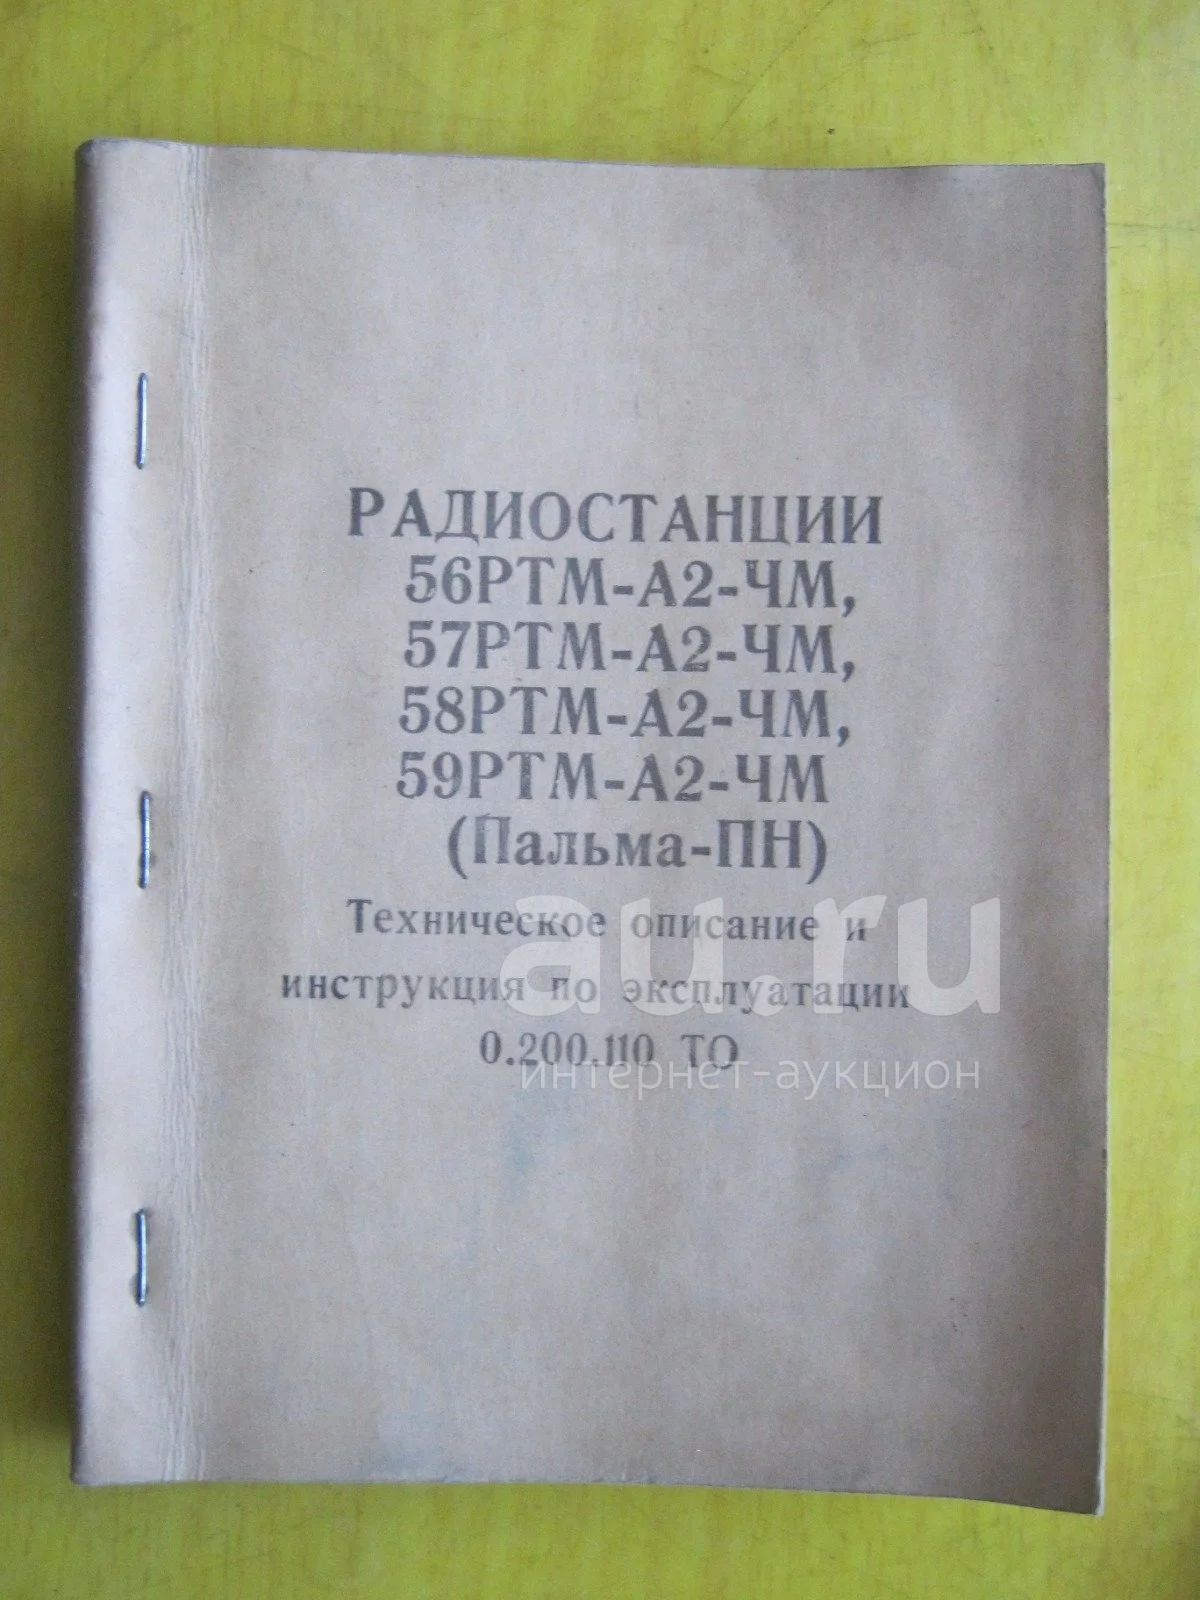 РАДИОСТАНЦИИ
56РТМ-А2-ЧМ,
57РТМ-А2-ЧМ,
58РТМ-А2-ЧМ,
59РТМ-А2-ЧМ
(Пальма-ПН)
Техническое описание и
инструкция по эксплуатации
0.200.110 ТО
au.ru
интернет-аукцион